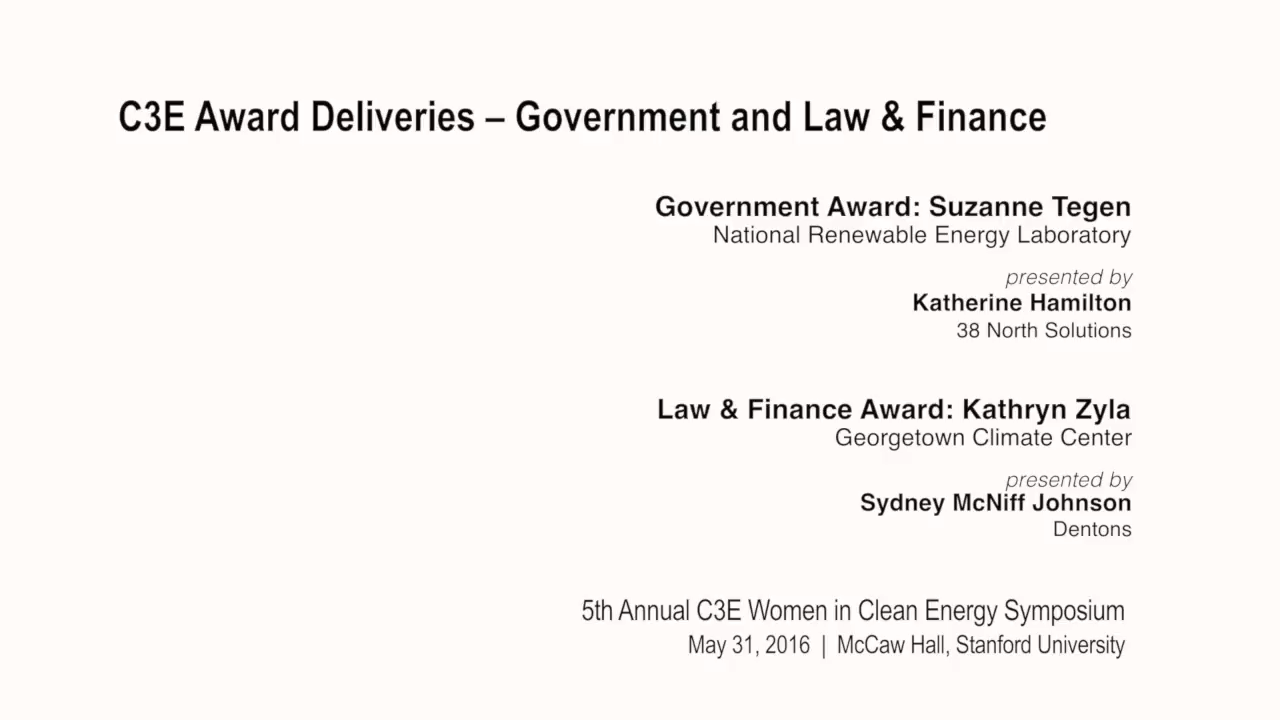 C3E Award Deliveries – Government and Law & Finance
Government Award: Suzanne Tegen
National Renewable Energy Laboratory
presented by
Katherine Hamilton
38 North Solutions
Law & Finance Award: Kathryn Zyla
Georgetown Climate Center
presented by
Sydney McNiff Johnson
Dentons
5th Annual C3E Women in Clean Energy Symposium
May 31, 2016 | McCaw Hall, Stanford University